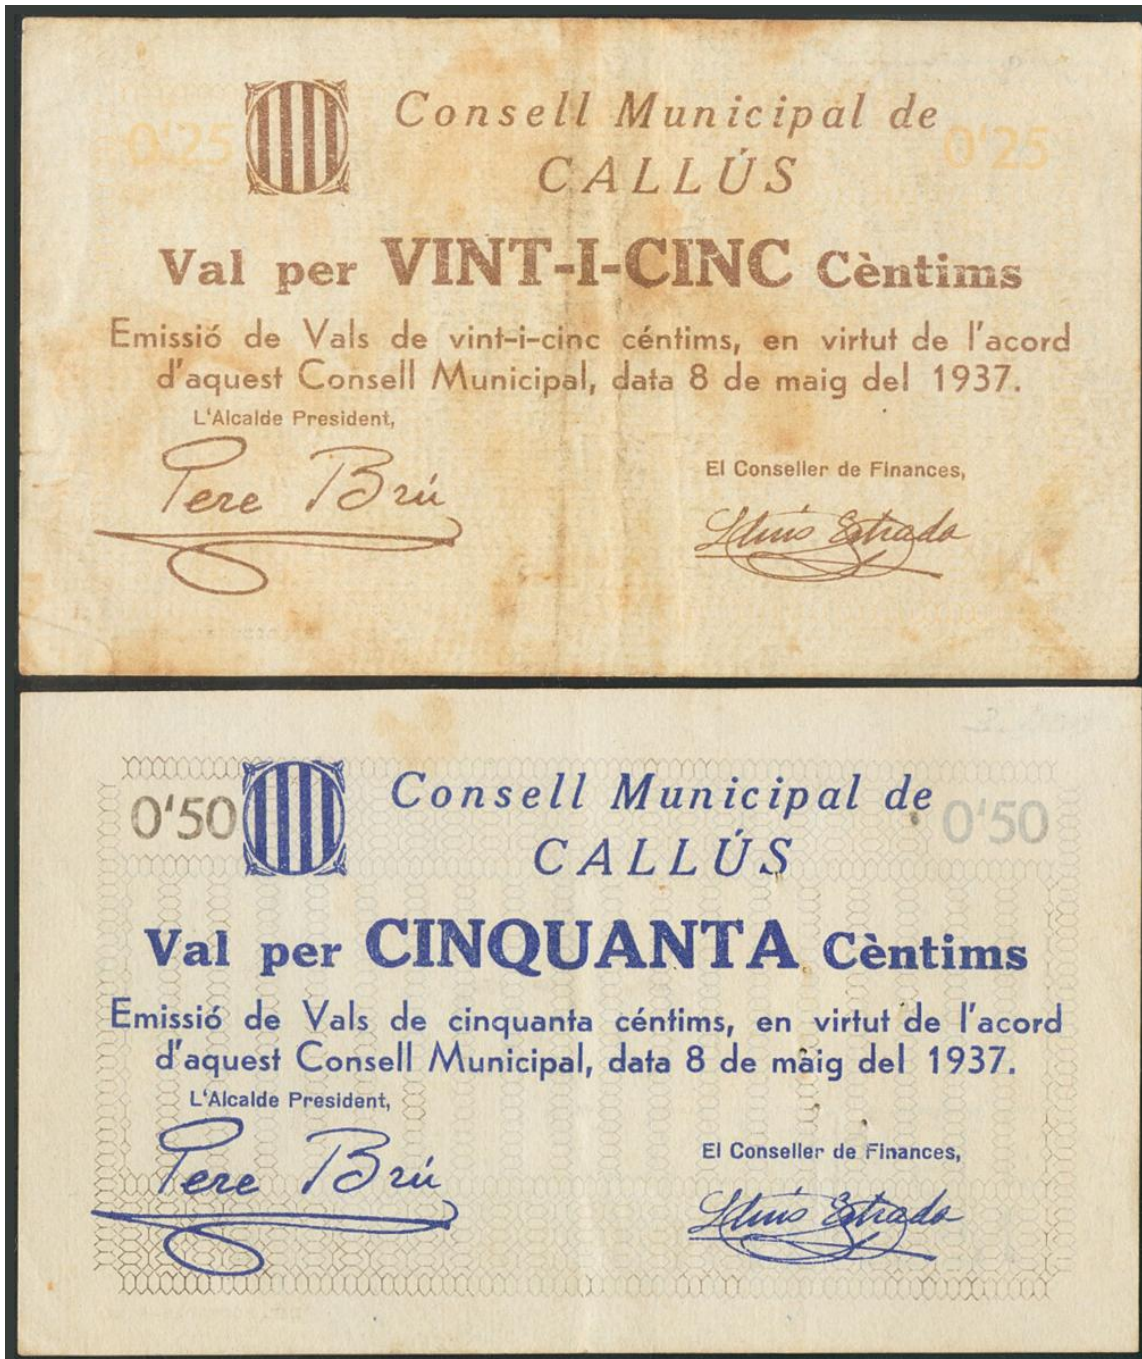 0'25
0'25
Consell Municipal de
CALLÚS
Val per VINT-I-CINC Cèntims
Emissió de Vals de vint-i-cinc céntims, en virtut de l'acord
d'aquest Consell Municipal, data 8 de maig del 1937.
L'Alcalde President,
Pere Brú
El Conseller de Finances,
Lluis Estrada
0'50
0'50
Consell Municipal de
CALLÚS
Val per CINQUANTA Cèntims
Emissió de Vals de cinquanta céntims, en virtut de l'acord
d'aquest Consell Municipal, data 8 de maig del 1937.
L'Alcalde President,
Pere Brú
El Conseller de Finances,
Lluis Estrada